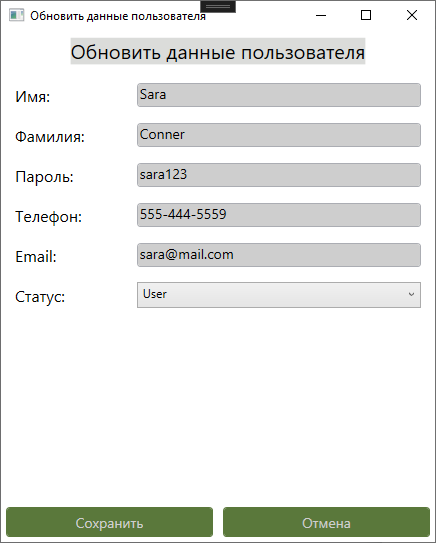 Обновить данные пользователя
Обновить данные пользователя
Имя: Sara
Фамилия: Conner
Пароль: sara123
Телефон: 555-444-5559
Email: sara@mail.com
Статус: User
Сохранить Отмена